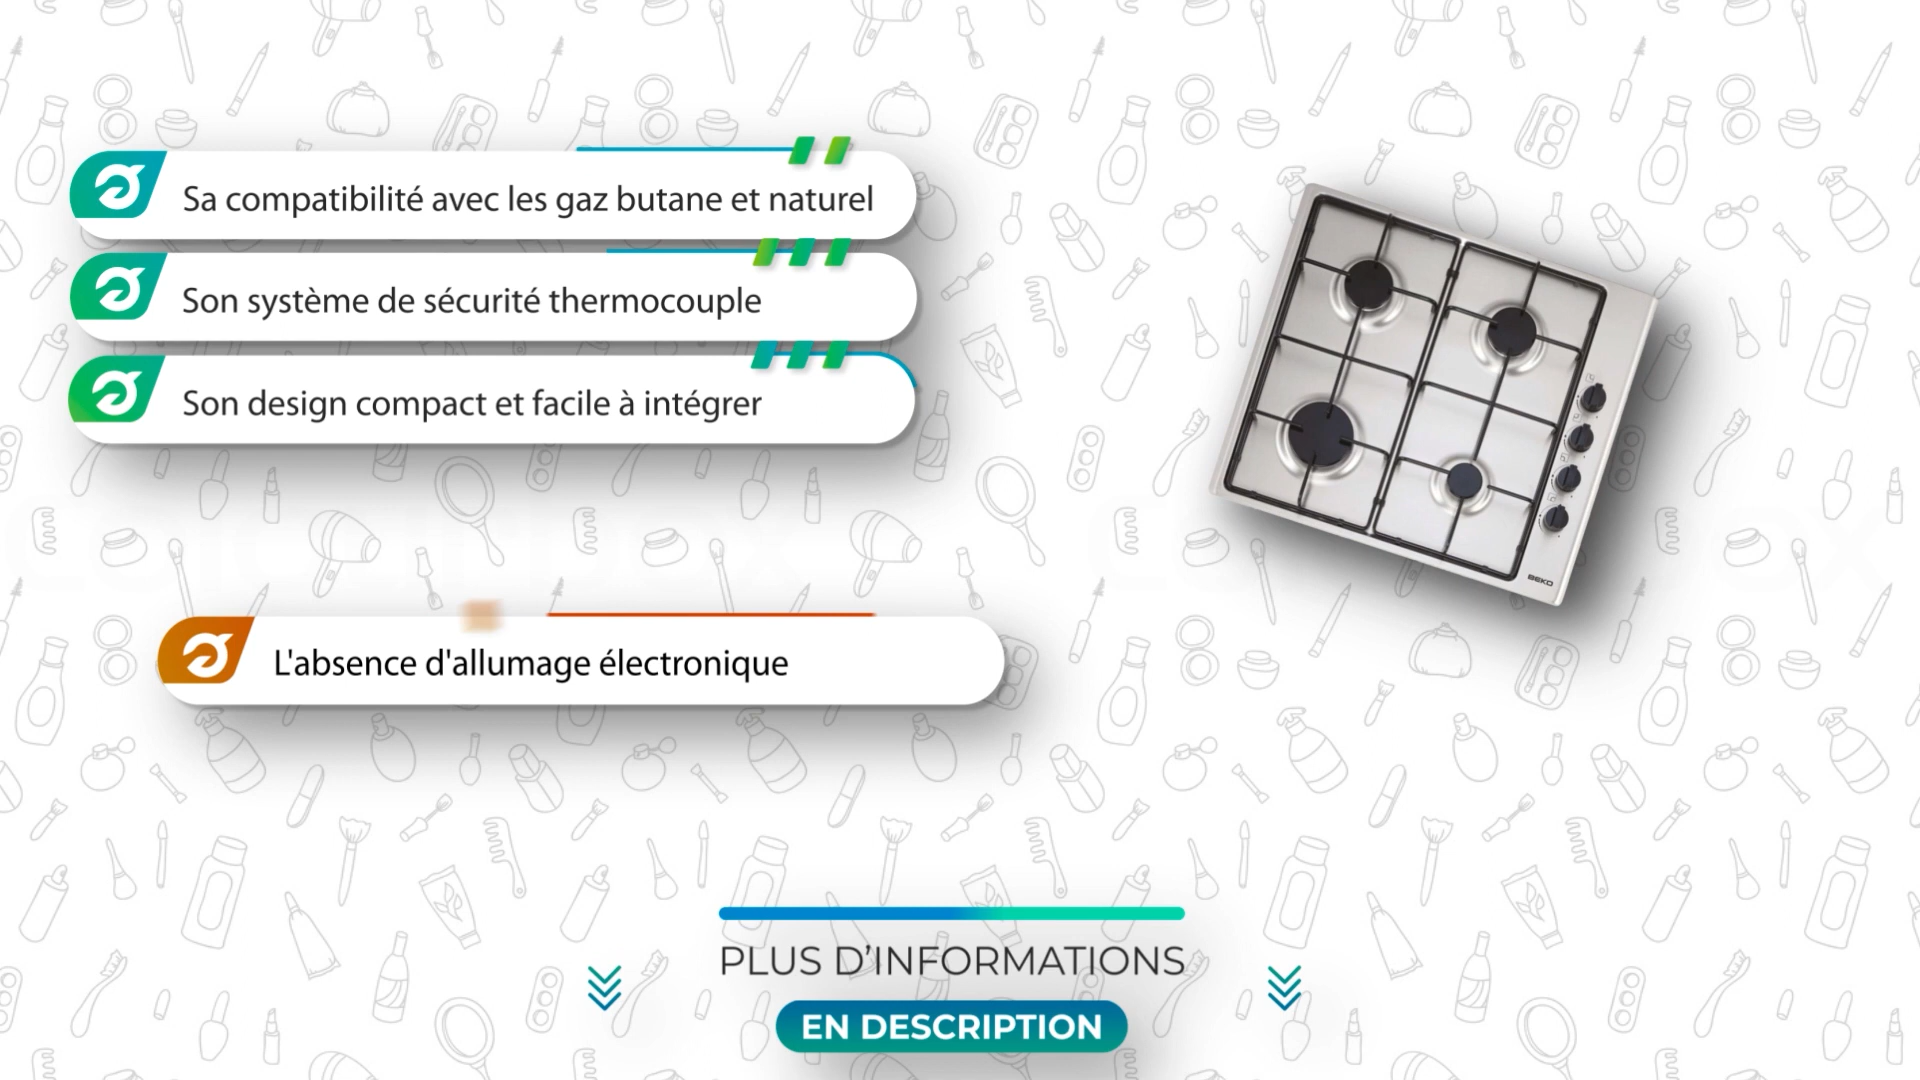 Sa compatibilité avec les gaz butane et naturel
Son système de sécurité thermocouple
Son design compact et facile à intégrer
BEKO
L'absence d'allumage électronique
PLUS D’INFORMATIONS
EN DESCRIPTION